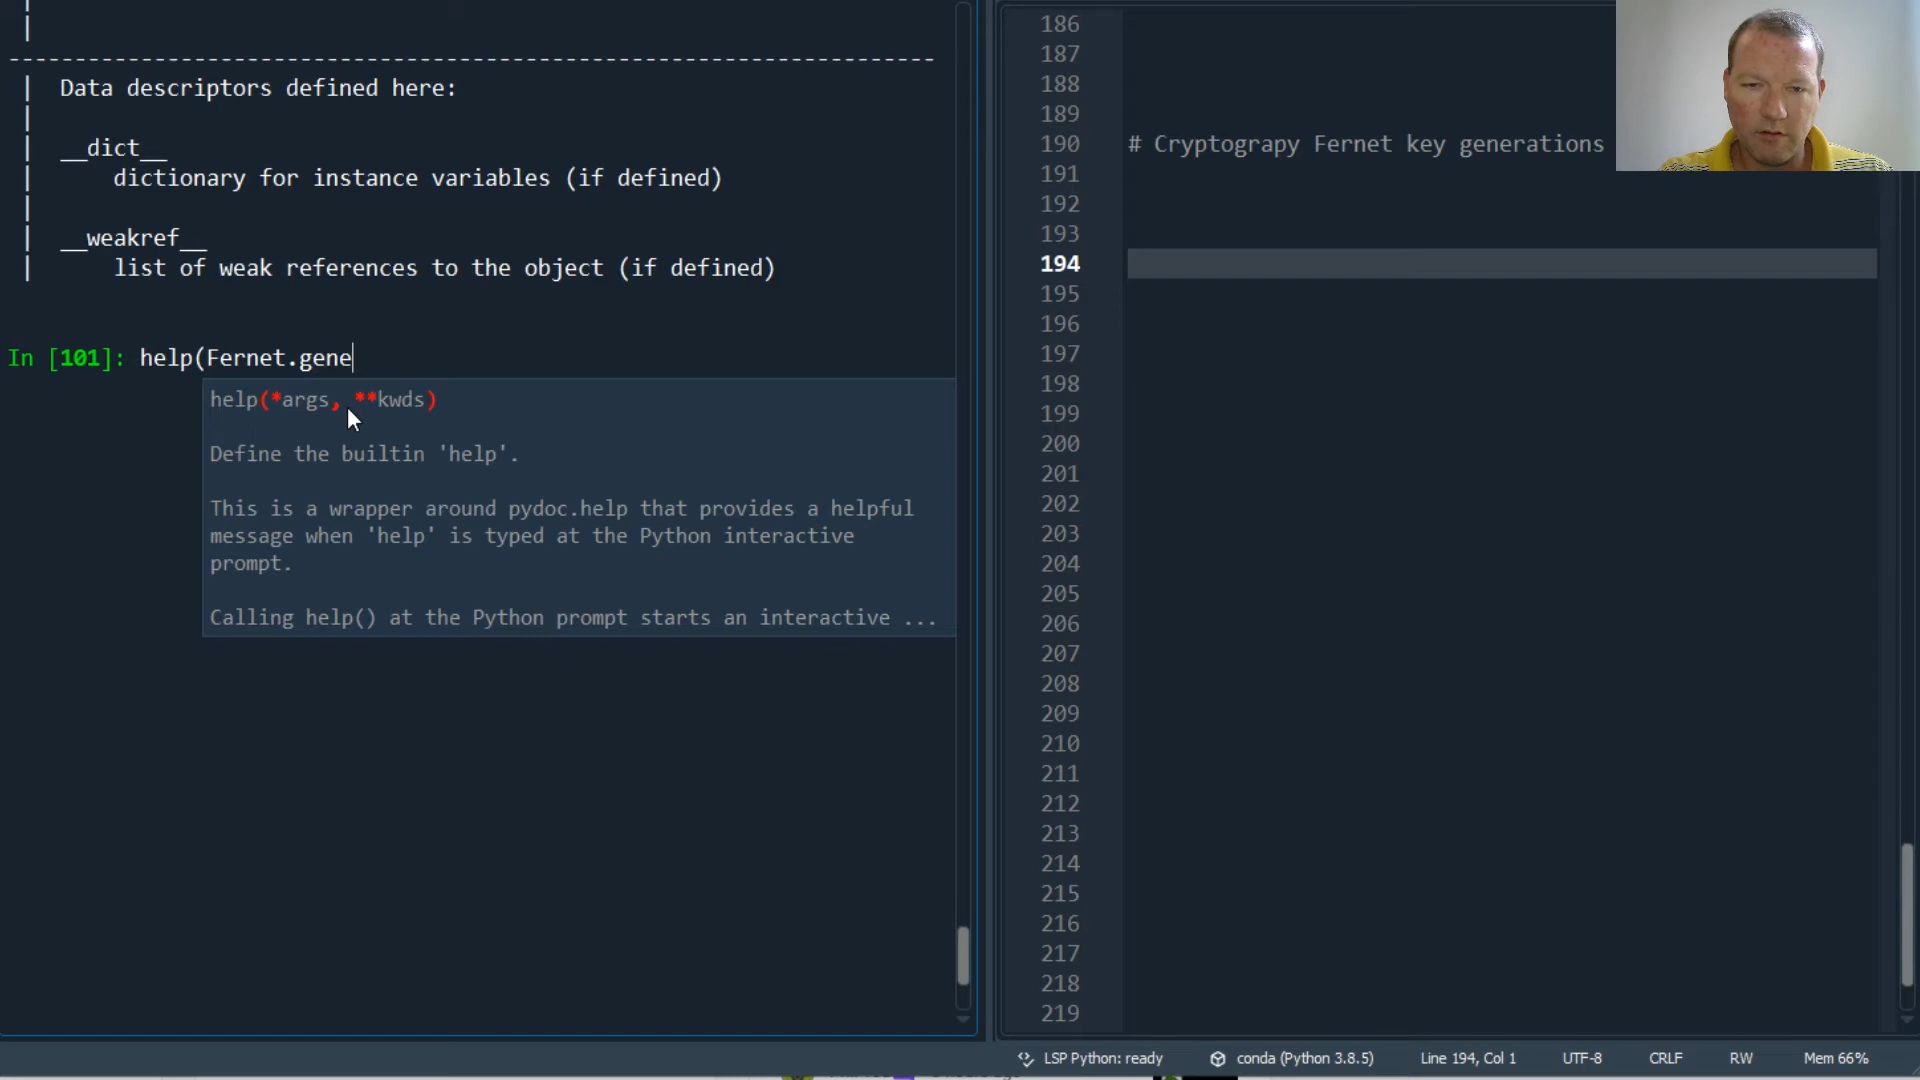 Data descriptors defined here:
__dict__
dictionary for instance variables (if defined)
__weakref__
list of weak references to the object (if defined)
In [101]: help(Fernet.gene
help(*args, **kwds)
Define the builtin 'help'.
This is a wrapper around pydoc.help that provides a helpful
message when 'help' is typed at the Python interactive
prompt.
Calling help() at the Python prompt starts an interactive ...
186
187
188
189
190 # Cryptograpy Fernet key generations
191
192
193
194
195
196
197
198
199
200
201
202
203
204
205
206
207
208
209
210
211
212
213
214
215
216
217
218
219
LSP Python: ready conda (Python 3.8.5) Line 194, Col 1 UTF-8 CRLF RW Mem 66%